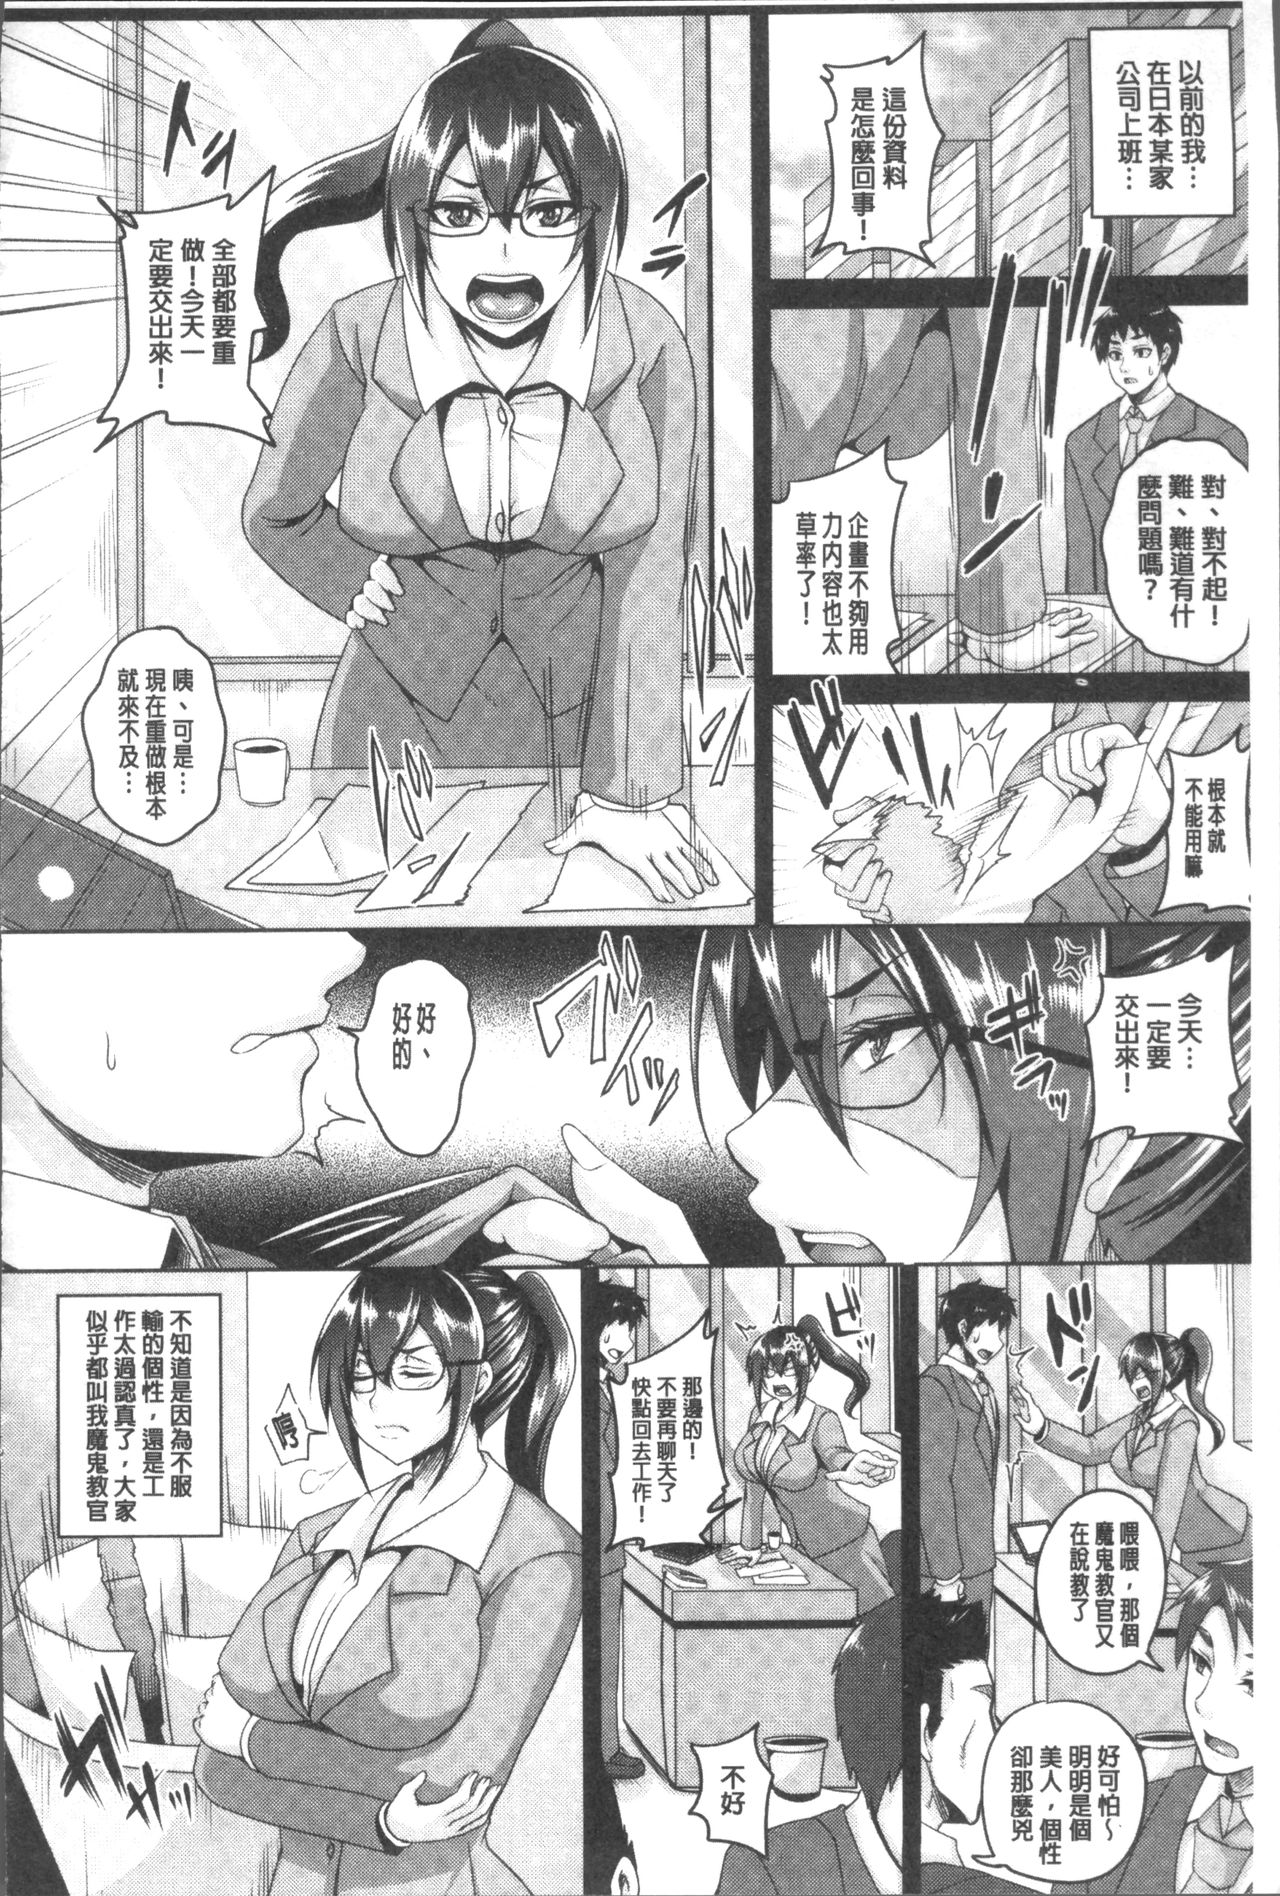 以前的我…
在日本某家
公司上班…
這份資料
是怎麼回事！
對、對不起！
難、難道有什
麼問題嗎？
企畫不夠用
力內容也太
草率了！
根本就
不能用嘛
全部都要重
做！今天一
定要交出來！
咦、可是…
現在重做根本
就來不及…
今天…
一定要
交出來！
好、
好的
喂喂，那個
魔鬼教官又
在說教了
好可怕～
明明是個
美人，個性
卻那麼兇
那邊的！
不要再聊天了
快點回去工作！
不好
哼
不知道是因為不服
輸的個性，還是工
作太過認真了，大家
似乎都叫我魔鬼教官